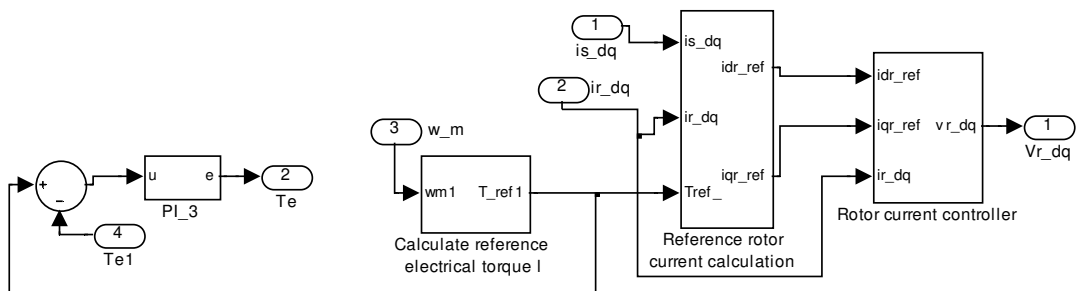 1
is_dq
2
ir_dq
3
w_m
is_dq
ir_dq
Tref_
idr_ref
iqr_ref
Reference rotor
current calculation
idr_ref
iqr_ref
ir_dq
vr_dq
Rotor current controller
1
Vr_dq
wm1
T_ref1
Calculate reference
electrical torque l
+
−
u
e
PI_3
2
Te
4
Te1